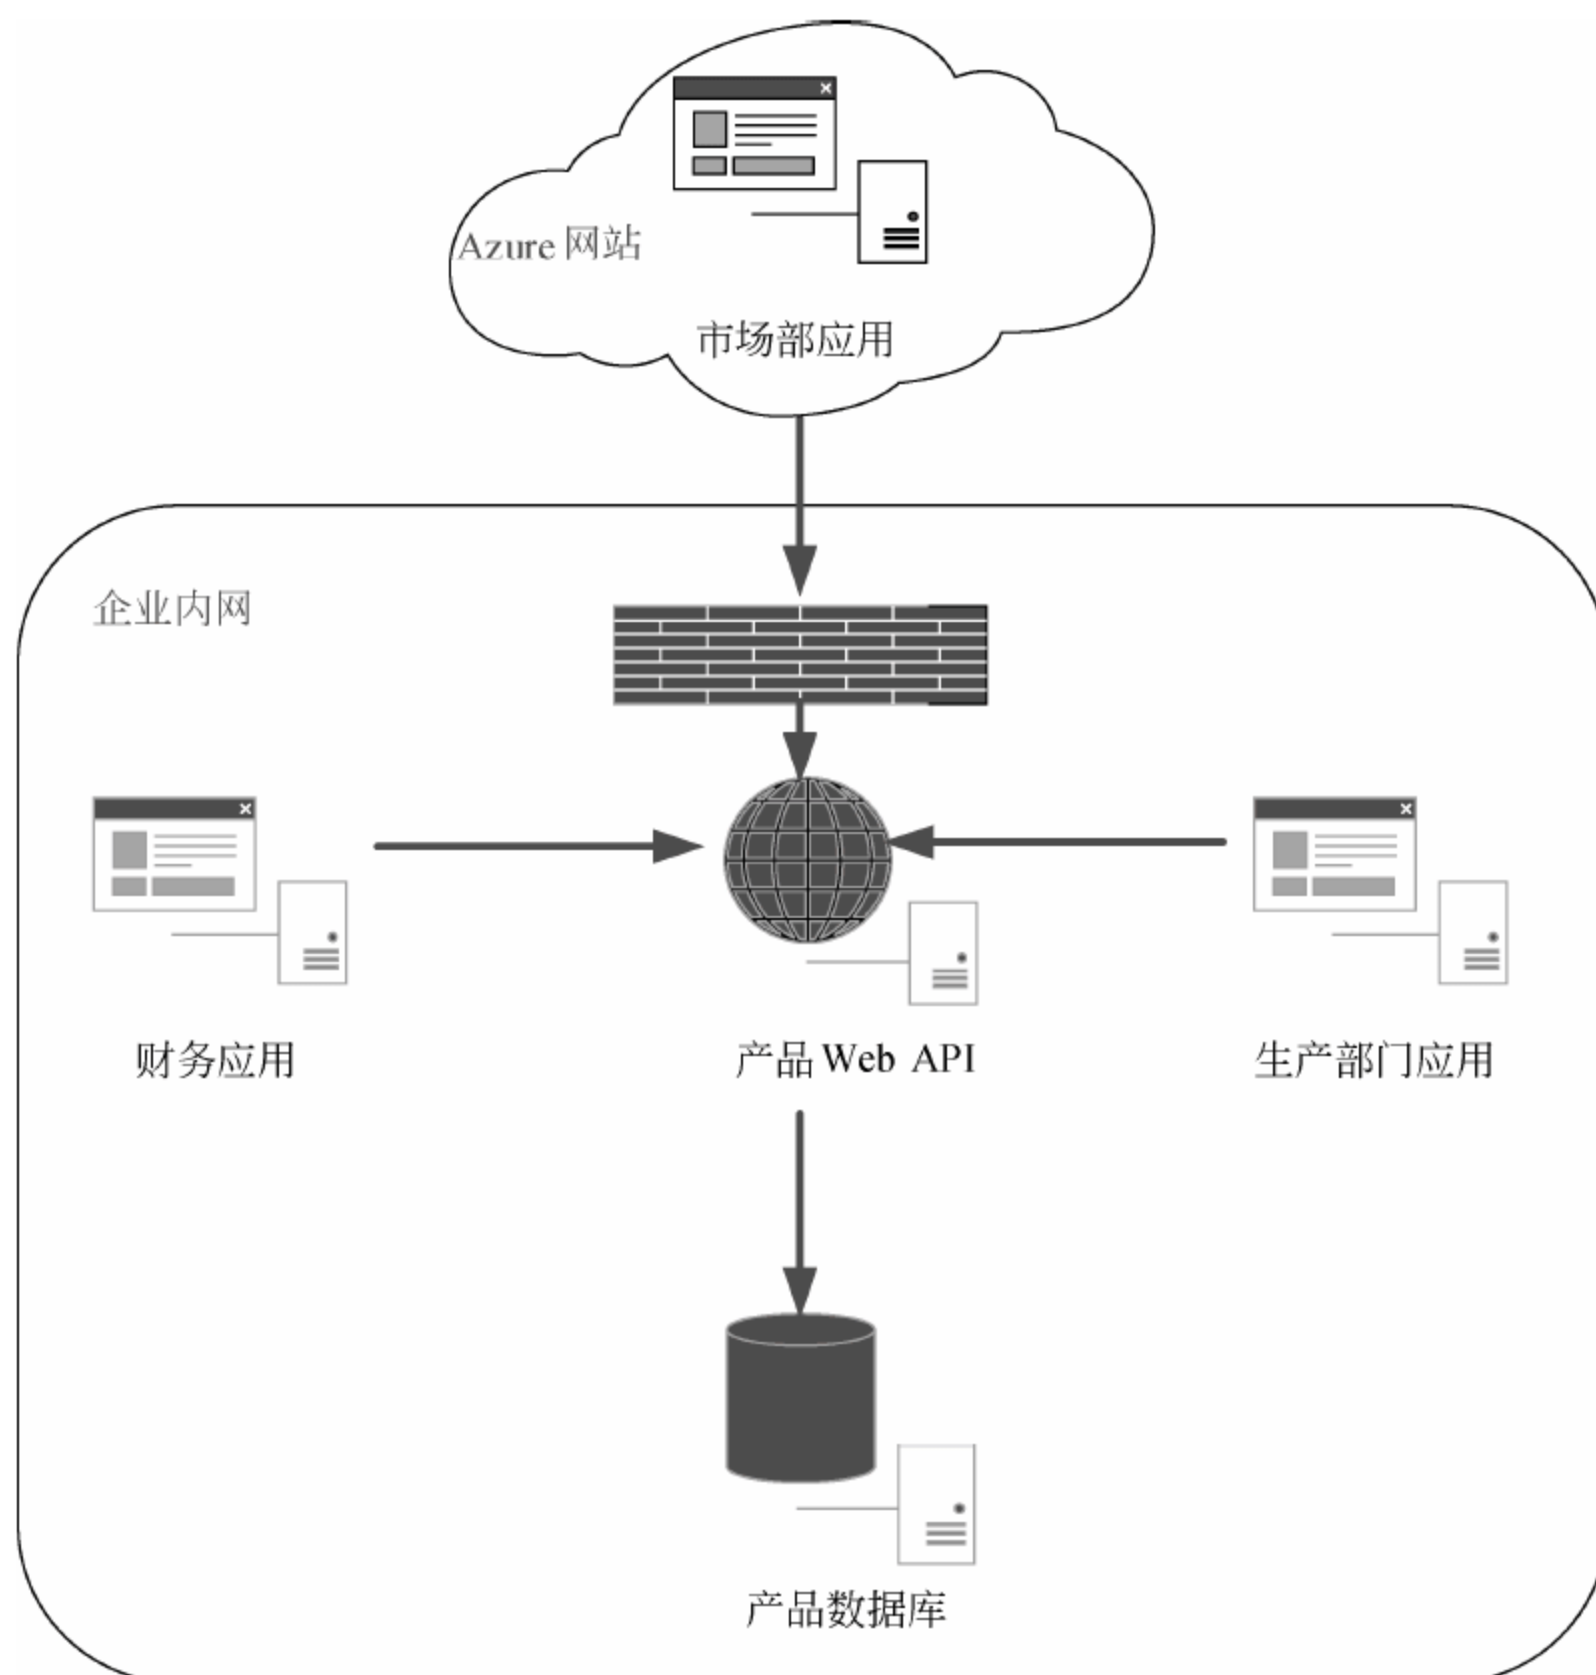 Azure 网站
市场部应用
企业内网
财务应用
产品 Web API
生产部门应用
产品数据库